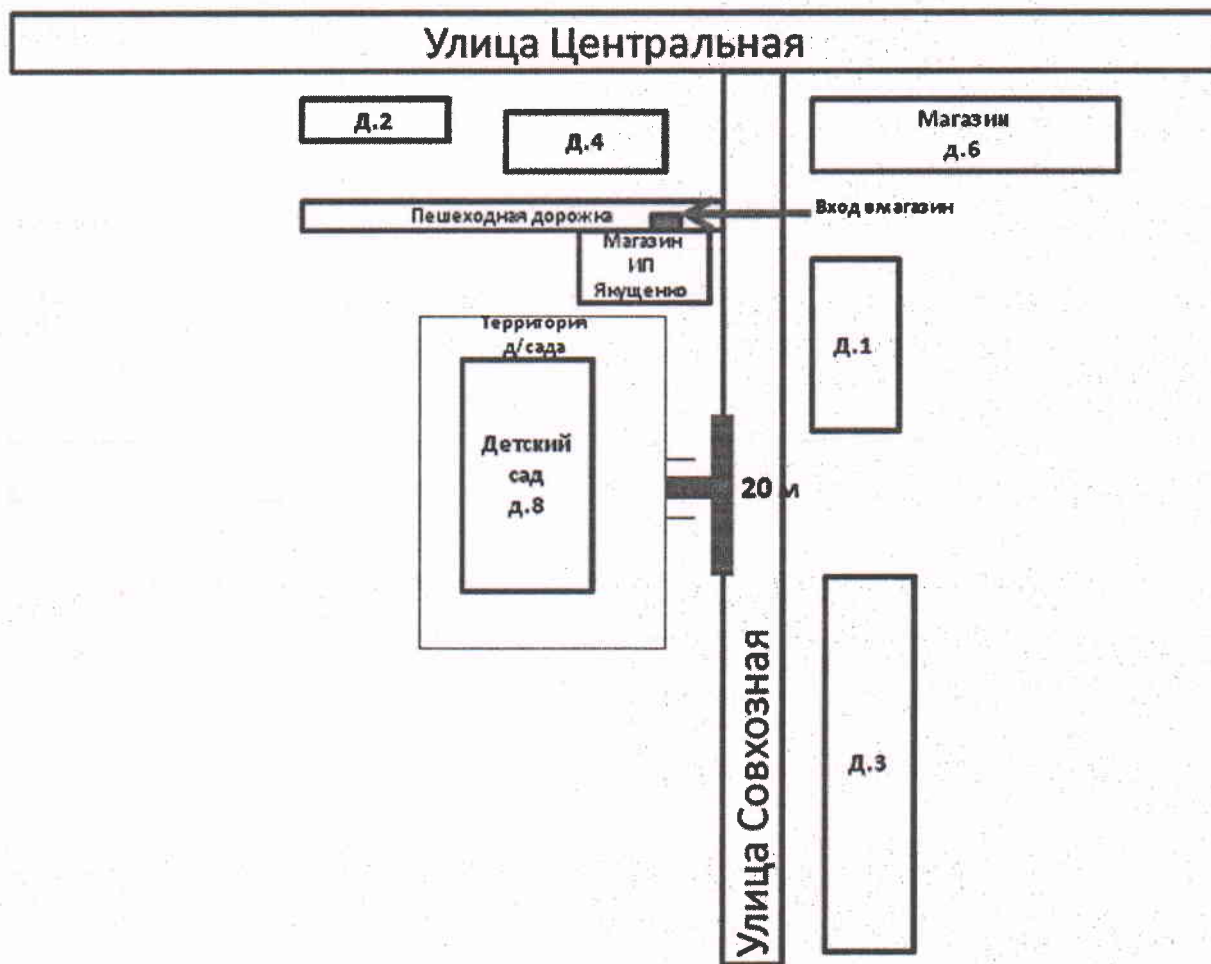 Улица Центральная
Д.2
Д.4
Магазин
д.6
Пешеходная дорожка
Вход в магазин
Магазин
ИП
Якущенко
Территория
д/сада
Д.1
Детский
сад
д.8
20 м
Улица Совхозная
Д.3